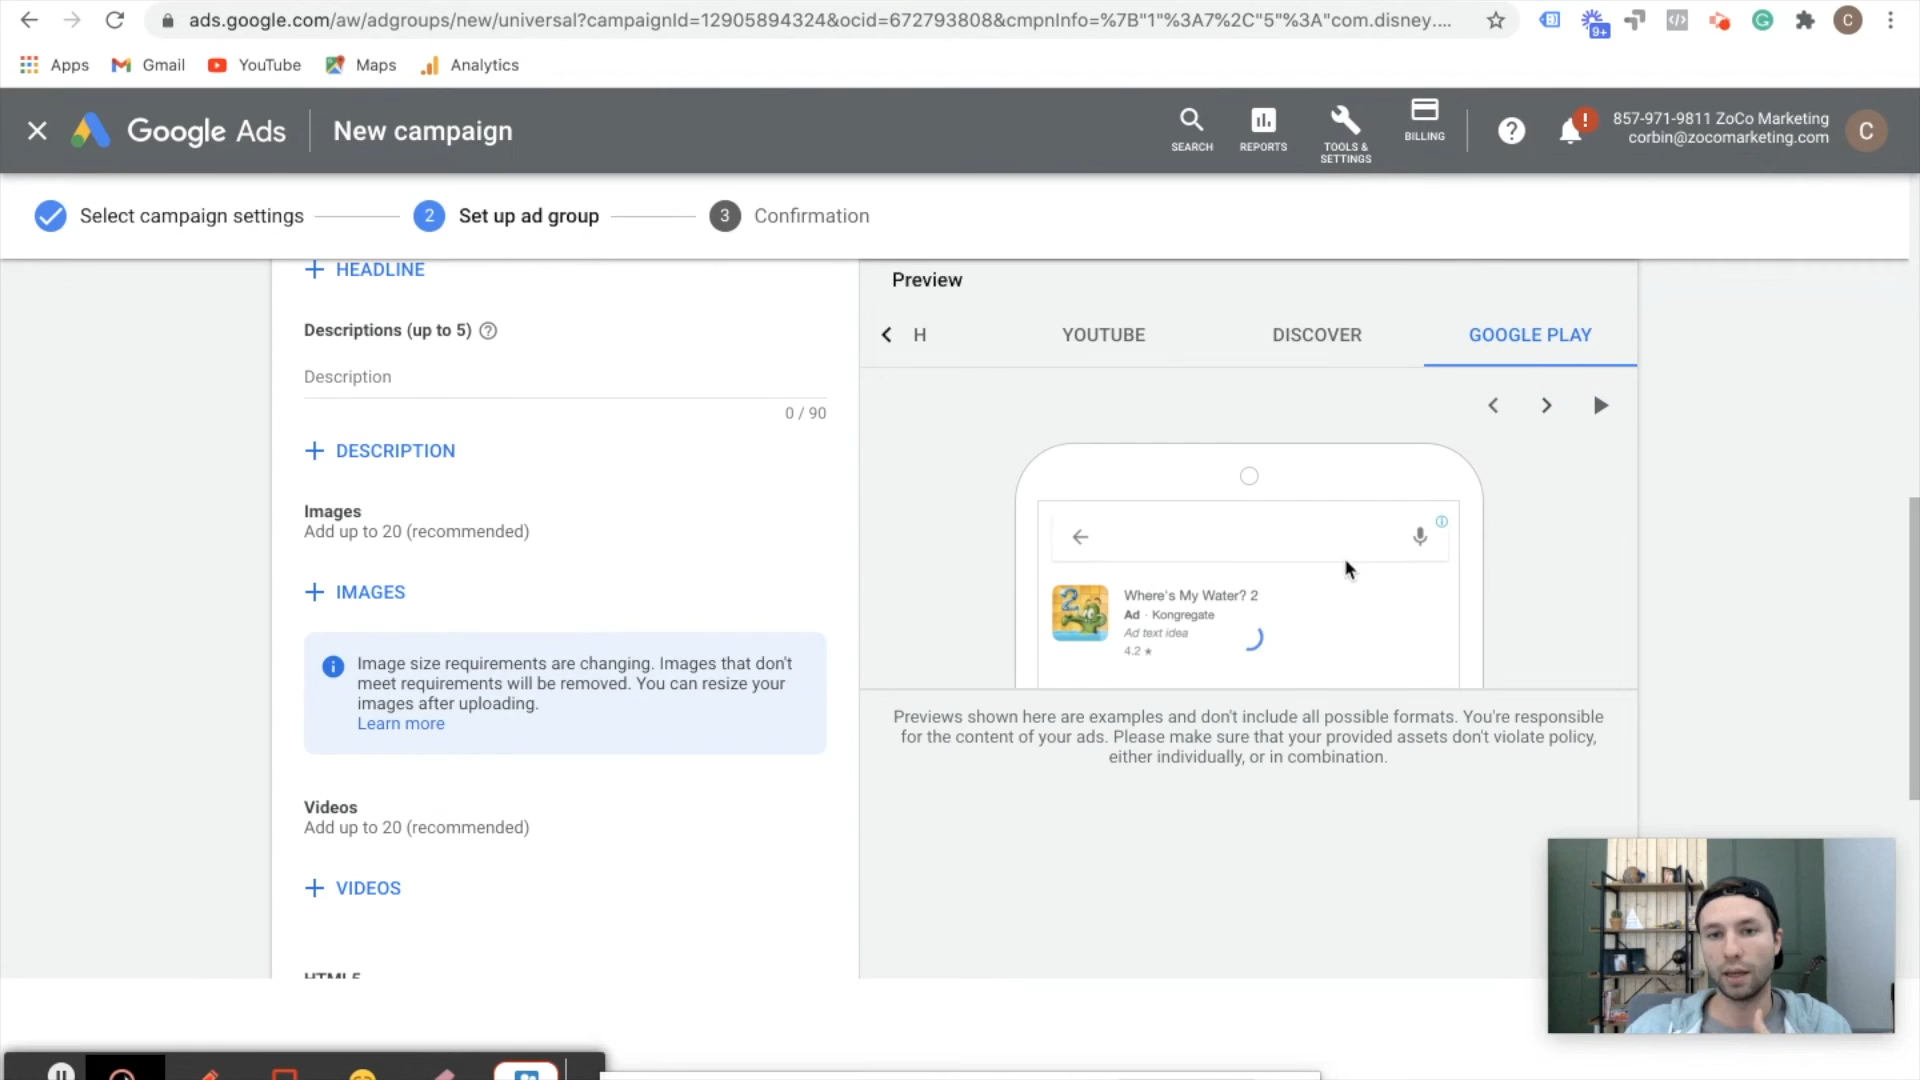 ads.google.com/aw/adgroups/new/universal?campaignId=12905894324&ocid=672793808&cmpnInfo=%7B"1"%3A7%2C"5"%3A"com.disney....
9+
C
Apps
Gmail
YouTube
Maps
Analytics
Google Ads
New campaign
SEARCH
REPORTS
TOOLS &
SETTINGS
BILLING
857-971-9811 ZoCo Marketing
corbin@zocomarketing.com
C
Select campaign settings
2
Set up ad group
3
Confirmation
+ HEADLINE
Descriptions (up to 5)
Description
0 / 90
+ DESCRIPTION
Images
Add up to 20 (recommended)
+ IMAGES
Image size requirements are changing. Images that don't
meet requirements will be removed. You can resize your
images after uploading.
Learn more
Videos
Add up to 20 (recommended)
+ VIDEOS
HTML5
Preview
H
YOUTUBE
DISCOVER
GOOGLE PLAY
2
Where's My Water? 2
Ad · Kongregate
Ad text idea
4.2 ★
Previews shown here are examples and don't include all possible formats. You're responsible
for the content of your ads. Please make sure that your provided assets don't violate policy,
either individually, or in combination.